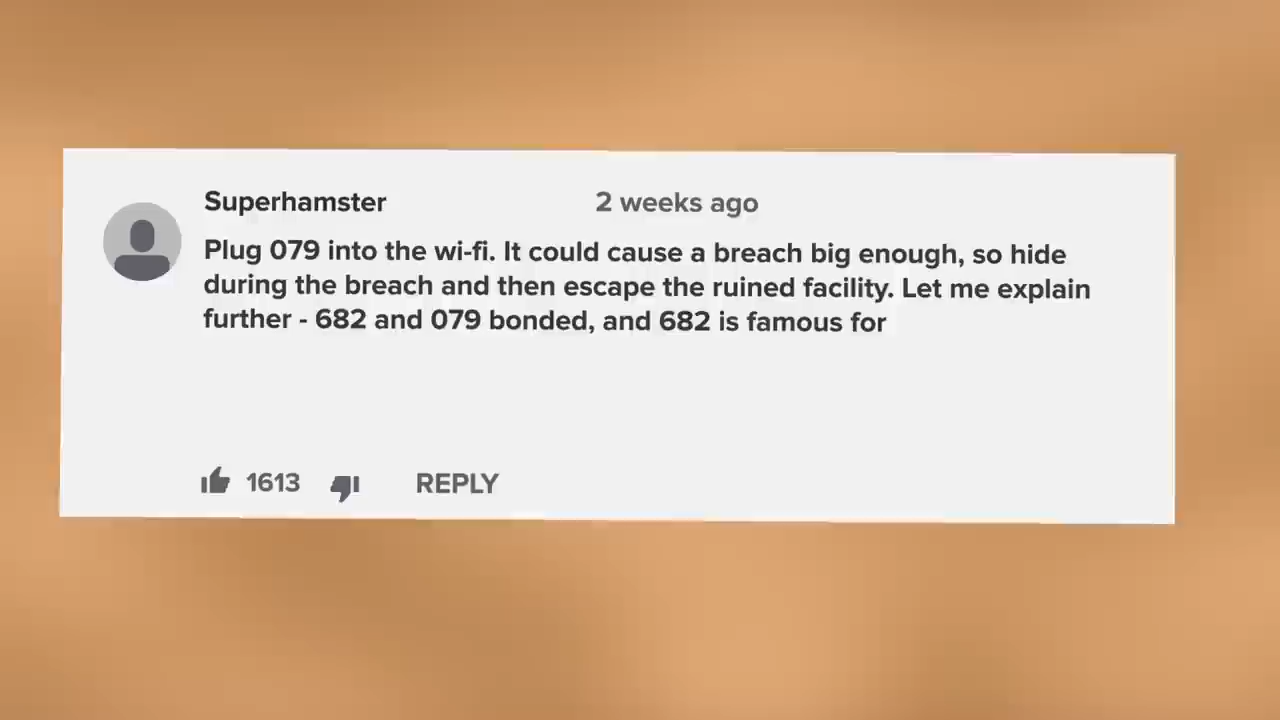 Superhamster 2 weeks ago
Plug 079 into the wi-fi. It could cause a breach big enough, so hide
during the breach and then escape the ruined facility. Let me explain
further - 682 and 079 bonded, and 682 is famous for
1613 REPLY